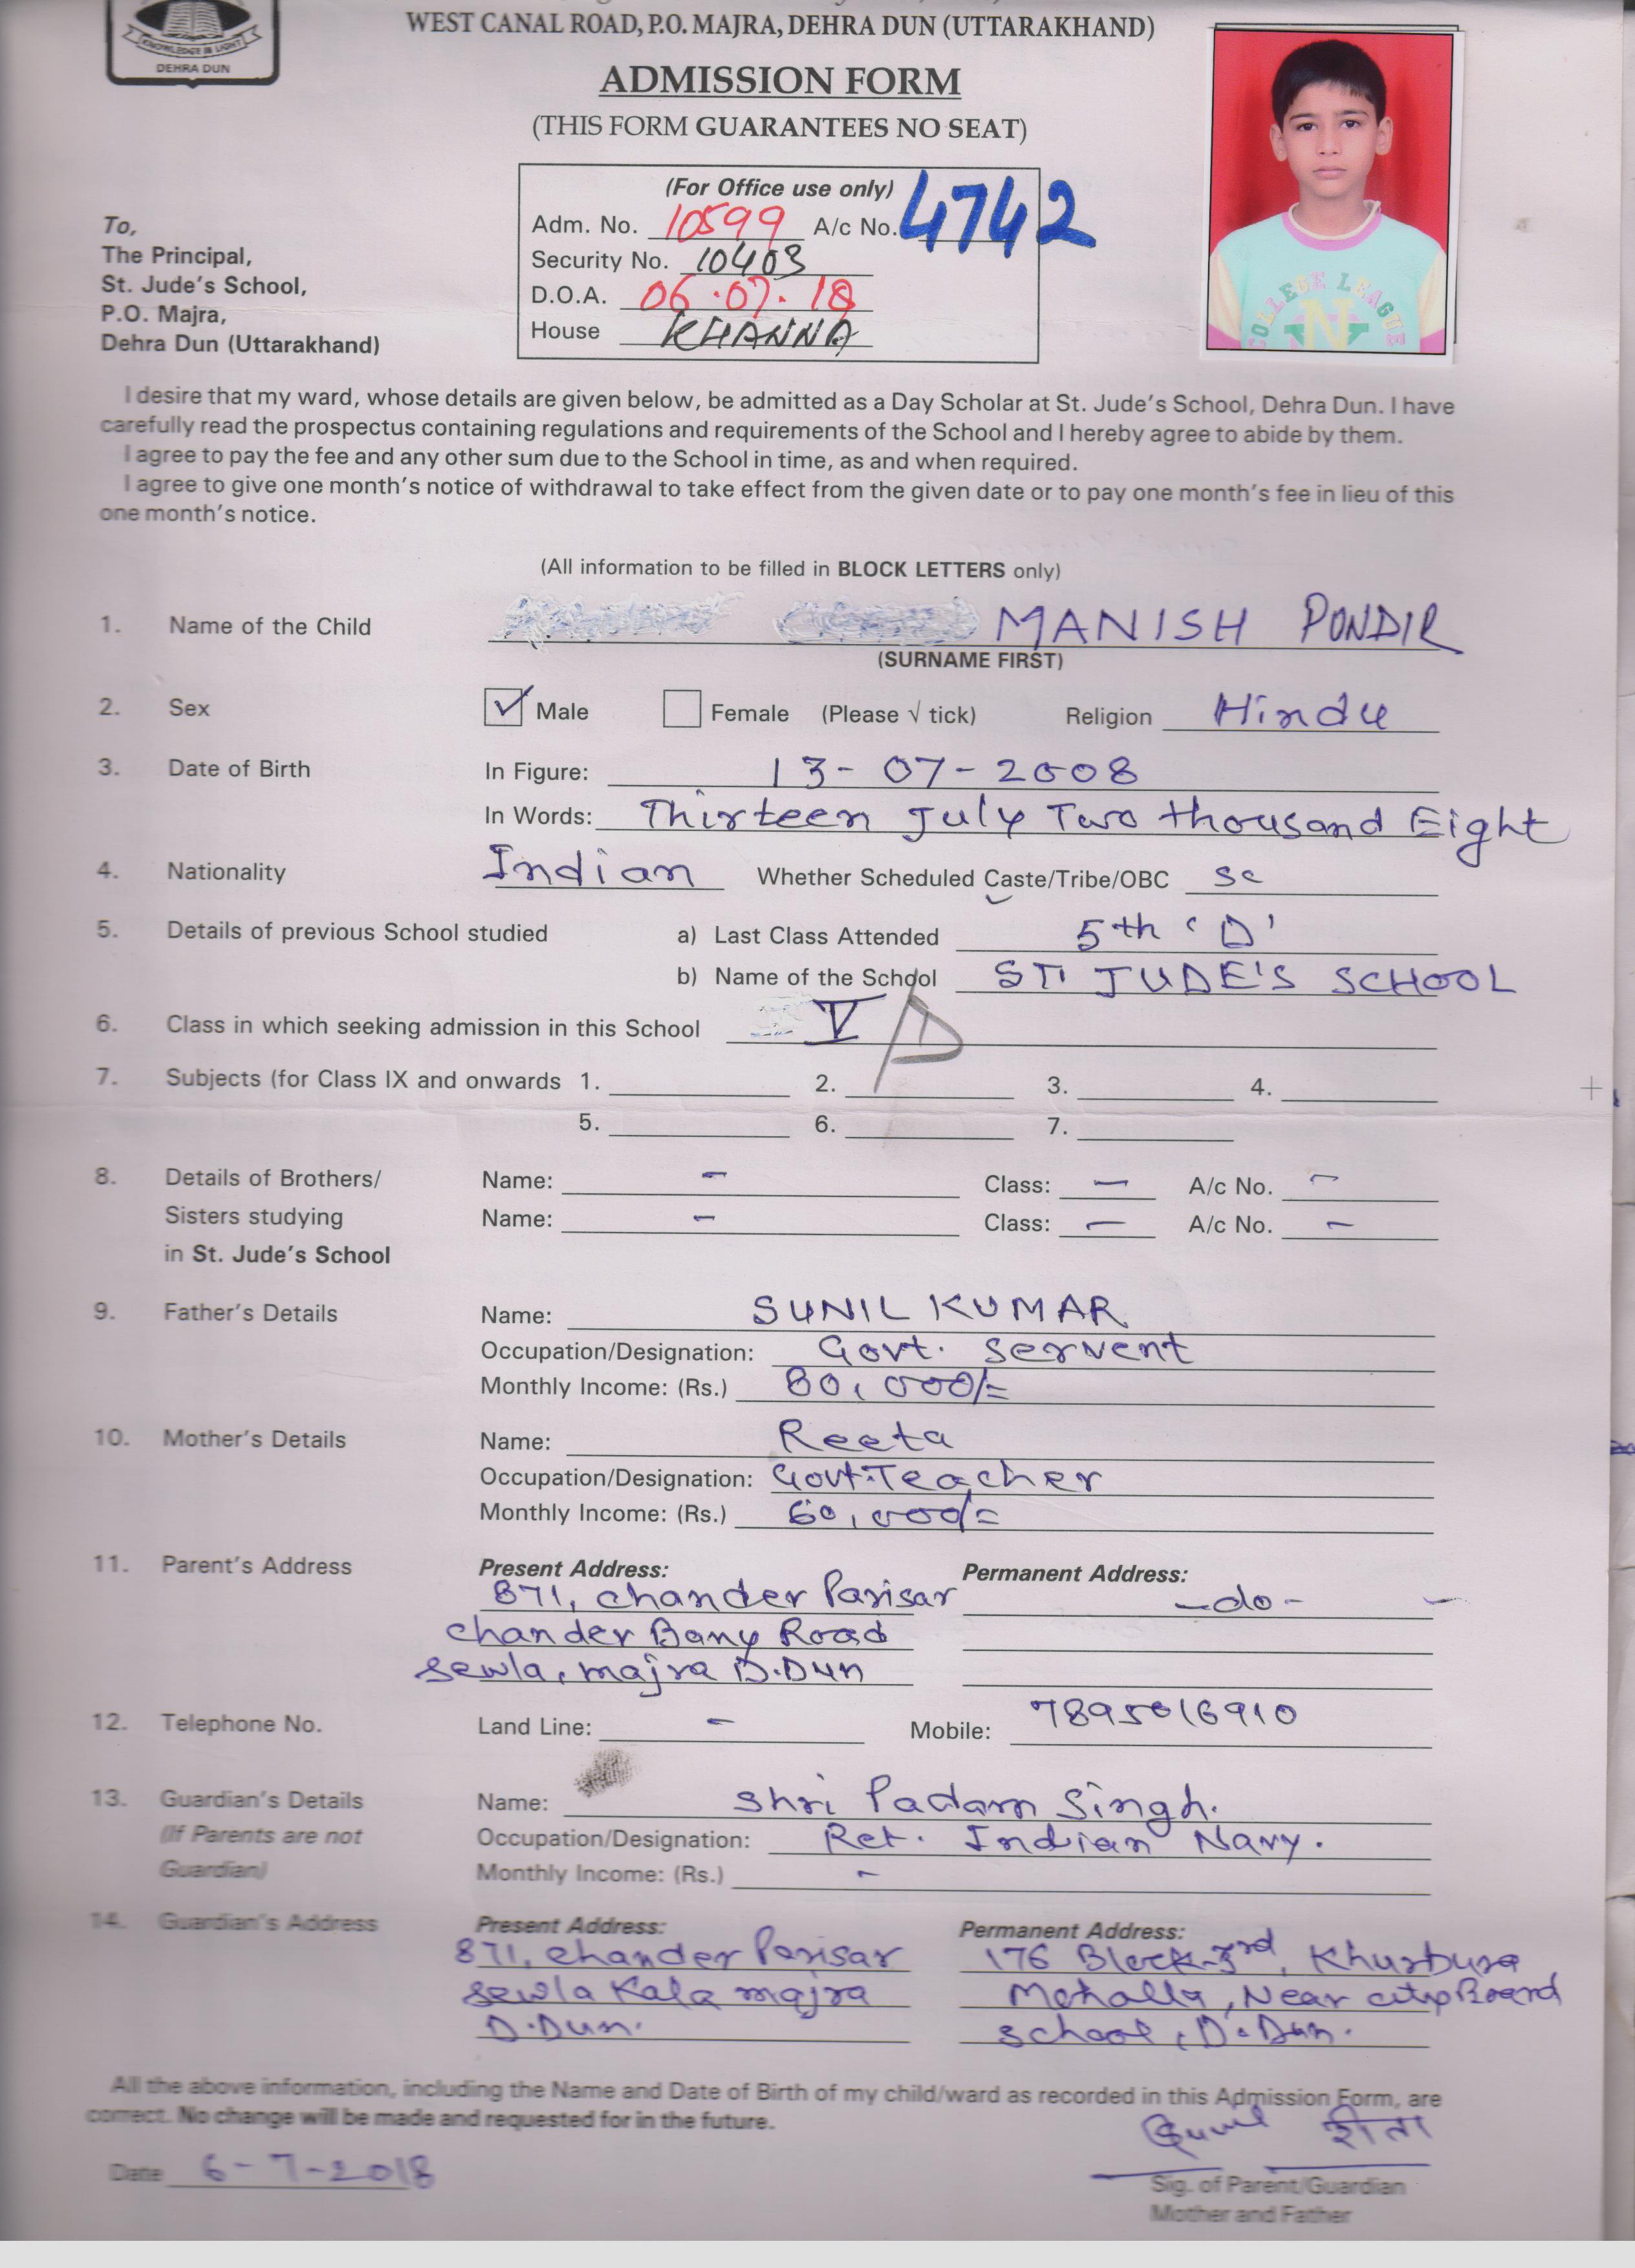 KNOWLEDGE IS LIGHT
DEHRA DUN
WEST CANAL ROAD, P.O. MAJRA, DEHRA DUN (UTTARAKHAND)
ADMISSION FORM
(THIS FORM GUARANTEES NO SEAT)
(For Office use only)
Adm. No. 10599 A/c No. 4742
Security No. 10403
D.O.A. 06.07.18
House KHANNA
To,
The Principal,
St. Jude's School,
P.O. Majra,
Dehra Dun (Uttarakhand)
COLLEGE LEAGUE
N
I desire that my ward, whose details are given below, be admitted as a Day Scholar at St. Jude's School, Dehra Dun. I have
carefully read the prospectus containing regulations and requirements of the School and I hereby agree to abide by them.
I agree to pay the fee and any other sum due to the School in time, as and when required.
I agree to give one month's notice of withdrawal to take effect from the given date or to pay one month's fee in lieu of this
one month's notice.
(All information to be filled in BLOCK LETTERS only)
1. Name of the Child MANISH PONDIR
(SURNAME FIRST)
2. Sex Male Female (Please √ tick) Religion Hindu
3. Date of Birth In Figure: 13-07-2008
In Words: Thirteen July Two thousand Eight
4. Nationality Indian Whether Scheduled Caste/Tribe/OBC SC
5. Details of previous School studied a) Last Class Attended 5th 'D'
b) Name of the School ST. JUDE'S SCHOOL
6. Class in which seeking admission in this School V D
7. Subjects (for Class IX and onwards 1. 2. 3. 4.
5. 6. 7.
8. Details of Brothers/ Name: - Class: - A/c No. -
Sisters studying Name: - Class: - A/c No. -
in St. Jude's School
9. Father's Details Name: SUNIL KUMAR
Occupation/Designation: Govt. Servent
Monthly Income: (Rs.) 80,000/=
10. Mother's Details Name: Reeta
Occupation/Designation: Govt. Teacher
Monthly Income: (Rs.) 60,000/=
11. Parent's Address Present Address: Permanent Address:
871, Chander Parisar -do-
Chander Bany Road
Sewla, majra D.Dun
12. Telephone No. Land Line: - Mobile: 7895016910
13. Guardian's Details Name: Shri Padam Singh.
(If Parents are not Occupation/Designation: Ret. Indian Navy.
Guardian) Monthly Income: (Rs.) -
14. Guardian's Address Present Address: Permanent Address:
871, Chander Parisar 176 Block-3rd, Khurbura
Sewla Kala majra Mohalla, Near city Board
D.Dun. School, D.Dun.
All the above information, including the Name and Date of Birth of my child/ward as recorded in this Admission Form, are
correct. No change will be made and requested for in the future.
Sunil रीता
Date 6-7-2018
Sig. of Parent/Guardian
Mother and Father